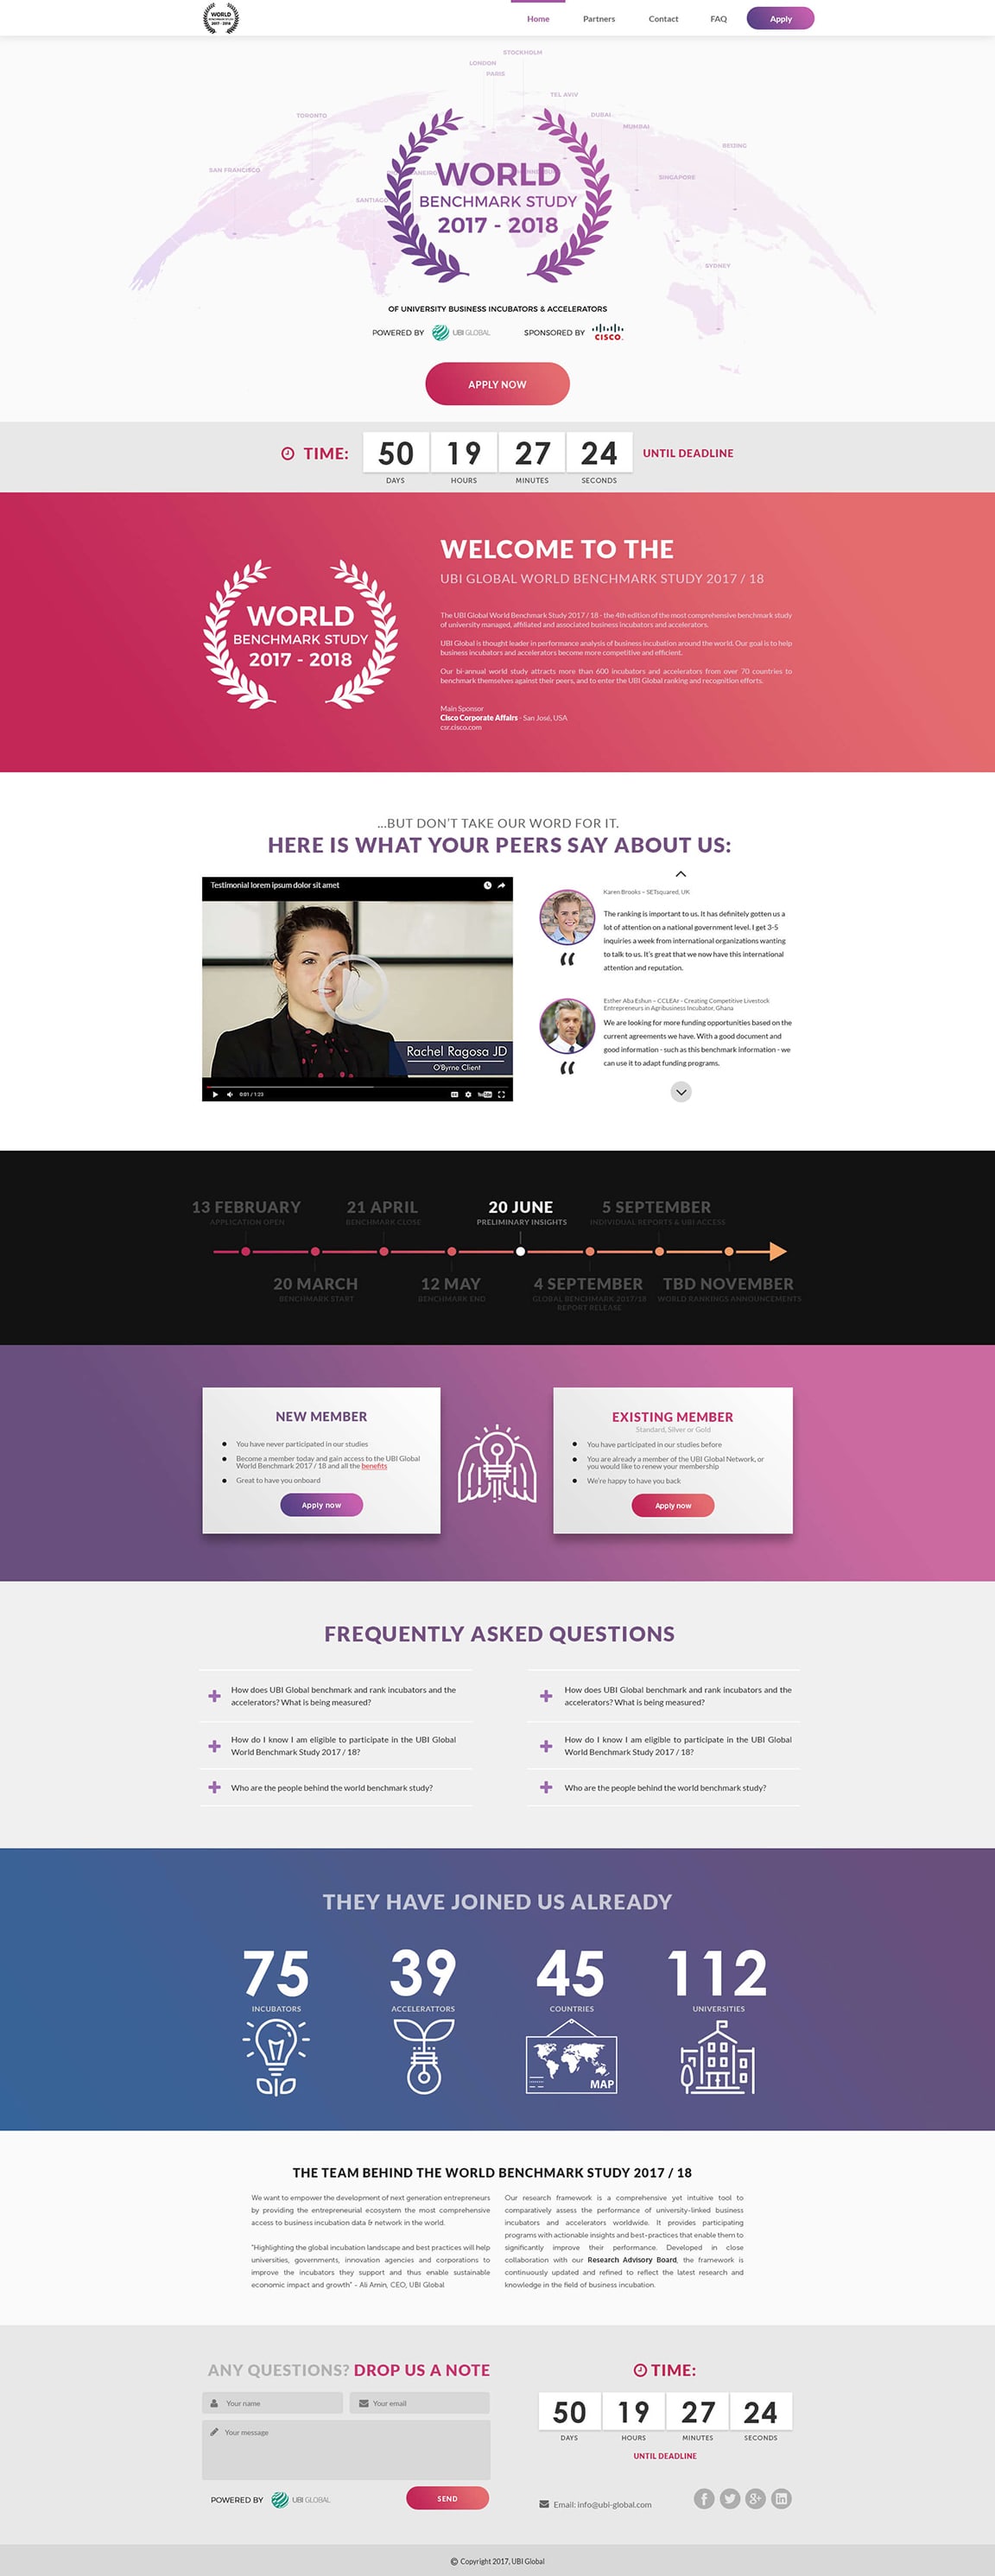 WORLD
BENCHMARK STUDY
2017 - 2018
Home
Partners
Contact
FAQ
Apply
STOCKHOLM
LONDON
PARIS
TEL AVIV
TORONTO
DUBAI
MUMBAI
BEIJING
SAN FRANCISCO
SINGAPORE
SANTIAGO
SYDNEY
WORLD
BENCHMARK STUDY
2017 - 2018
OF UNIVERSITY BUSINESS INCUBATORS & ACCELERATORS
POWERED BY UBI GLOBAL SPONSORED BY CISCO.
APPLY NOW
TIME: 50 19 27 24 UNTIL DEADLINE
DAYS HOURS MINUTES SECONDS
WORLD
BENCHMARK STUDY
2017 - 2018
WELCOME TO THE
UBI GLOBAL WORLD BENCHMARK STUDY 2017 / 18
The UBI Global World Benchmark Study 2017 / 18 - the 4th edition of the most comprehensive benchmark study
of university managed, affiliated and associated business incubators and accelerators.
UBI Global is thought leader in performance analysis of business incubation around the world. Our goal is to help
business incubators and accelerators become more competitive and efficient.
Our bi-annual world study attracts more than 600 incubators and accelerators from over 70 countries to
benchmark themselves against their peers, and to enter the UBI Global ranking and recognition efforts.
Main Sponsor
Cisco Corporate Affairs - San José, USA
csr.cisco.com
...BUT DON'T TAKE OUR WORD FOR IT.
HERE IS WHAT YOUR PEERS SAY ABOUT US:
Testimonial lorem ipsum dolor sit amet
Rachel Ragosa JD
O'Byrne Client
0:01 / 1:23
YouTube
Karen Brooks – SETsquared, UK
The ranking is important to us. It has definitely gotten us a
lot of attention on a national government level. I get 3-5
inquiries a week from international organizations wanting
to talk to us. It's great that we now have this international
attention and reputation.
“
Esther Aba Eshun – CCLEAr - Creating Competitive Livestock
Entrepreneurs in Agribusiness Incubator, Ghana
We are looking for more funding opportunities based on the
current agreements we have. With a good document and
good information - such as this benchmark information - we
can use it to adapt funding programs.
“
13 FEBRUARY
APPLICATION OPEN
21 APRIL
BENCHMARK CLOSE
20 JUNE
PRELIMINARY INSIGHTS
5 SEPTEMBER
INDIVIDUAL REPORTS & UBI ACCESS
20 MARCH
BENCHMARK START
12 MAY
BENCHMARK END
4 SEPTEMBER
GLOBAL BENCHMARK 2017/18
REPORT RELEASE
TBD NOVEMBER
WORLD RANKINGS ANNOUNCEMENTS
NEW MEMBER
You have never participated in our studies
Become a member today and gain access to the UBI Global
World Benchmark 2017 / 18 and all the benefits
Great to have you onboard
Apply now
EXISTING MEMBER
Standard, Silver or Gold
You have participated in our studies before
You are already a member of the UBI Global Network, or
you would like to renew your membership
We're happy to have you back
Apply now
FREQUENTLY ASKED QUESTIONS
How does UBI Global benchmark and rank incubators and the
accelerators? What is being measured?
How do I know I am eligible to participate in the UBI Global
World Benchmark Study 2017 / 18?
Who are the people behind the world benchmark study?
How does UBI Global benchmark and rank incubators and the
accelerators? What is being measured?
How do I know I am eligible to participate in the UBI Global
World Benchmark Study 2017 / 18?
Who are the people behind the world benchmark study?
THEY HAVE JOINED US ALREADY
75 39 45 112
INCUBATORS ACCELERATTORS COUNTRIES UNIVERSITIES
MAP
THE TEAM BEHIND THE WORLD BENCHMARK STUDY 2017 / 18
We want to empower the development of next generation entrepreneurs
by providing the entrepreneurial ecosystem the most comprehensive
access to business incubation data & network in the world.
"Highlighting the global incubation landscape and best practices will help
universities, governments, innovation agencies and corporations to
improve the incubators they support and thus enable sustainable
economic impact and growth" - Ali Amin, CEO, UBI Global
Our research framework is a comprehensive yet intuitive tool to
comparatively assess the performance of university-linked business
incubators and accelerators worldwide. It provides participating
programs with actionable insights and best-practices that enable them to
significantly improve their performance. Developed in close
collaboration with our Research Advisory Board, the framework is
continuously updated and refined to reflect the latest research and
knowledge in the field of business incubation.
ANY QUESTIONS? DROP US A NOTE
Your name
Your email
Your message
POWERED BY UBI GLOBAL
SEND
TIME:
50 19 27 24
DAYS HOURS MINUTES SECONDS
UNTIL DEADLINE
Email: info@ubi-global.com
© Copyright 2017, UBI Global